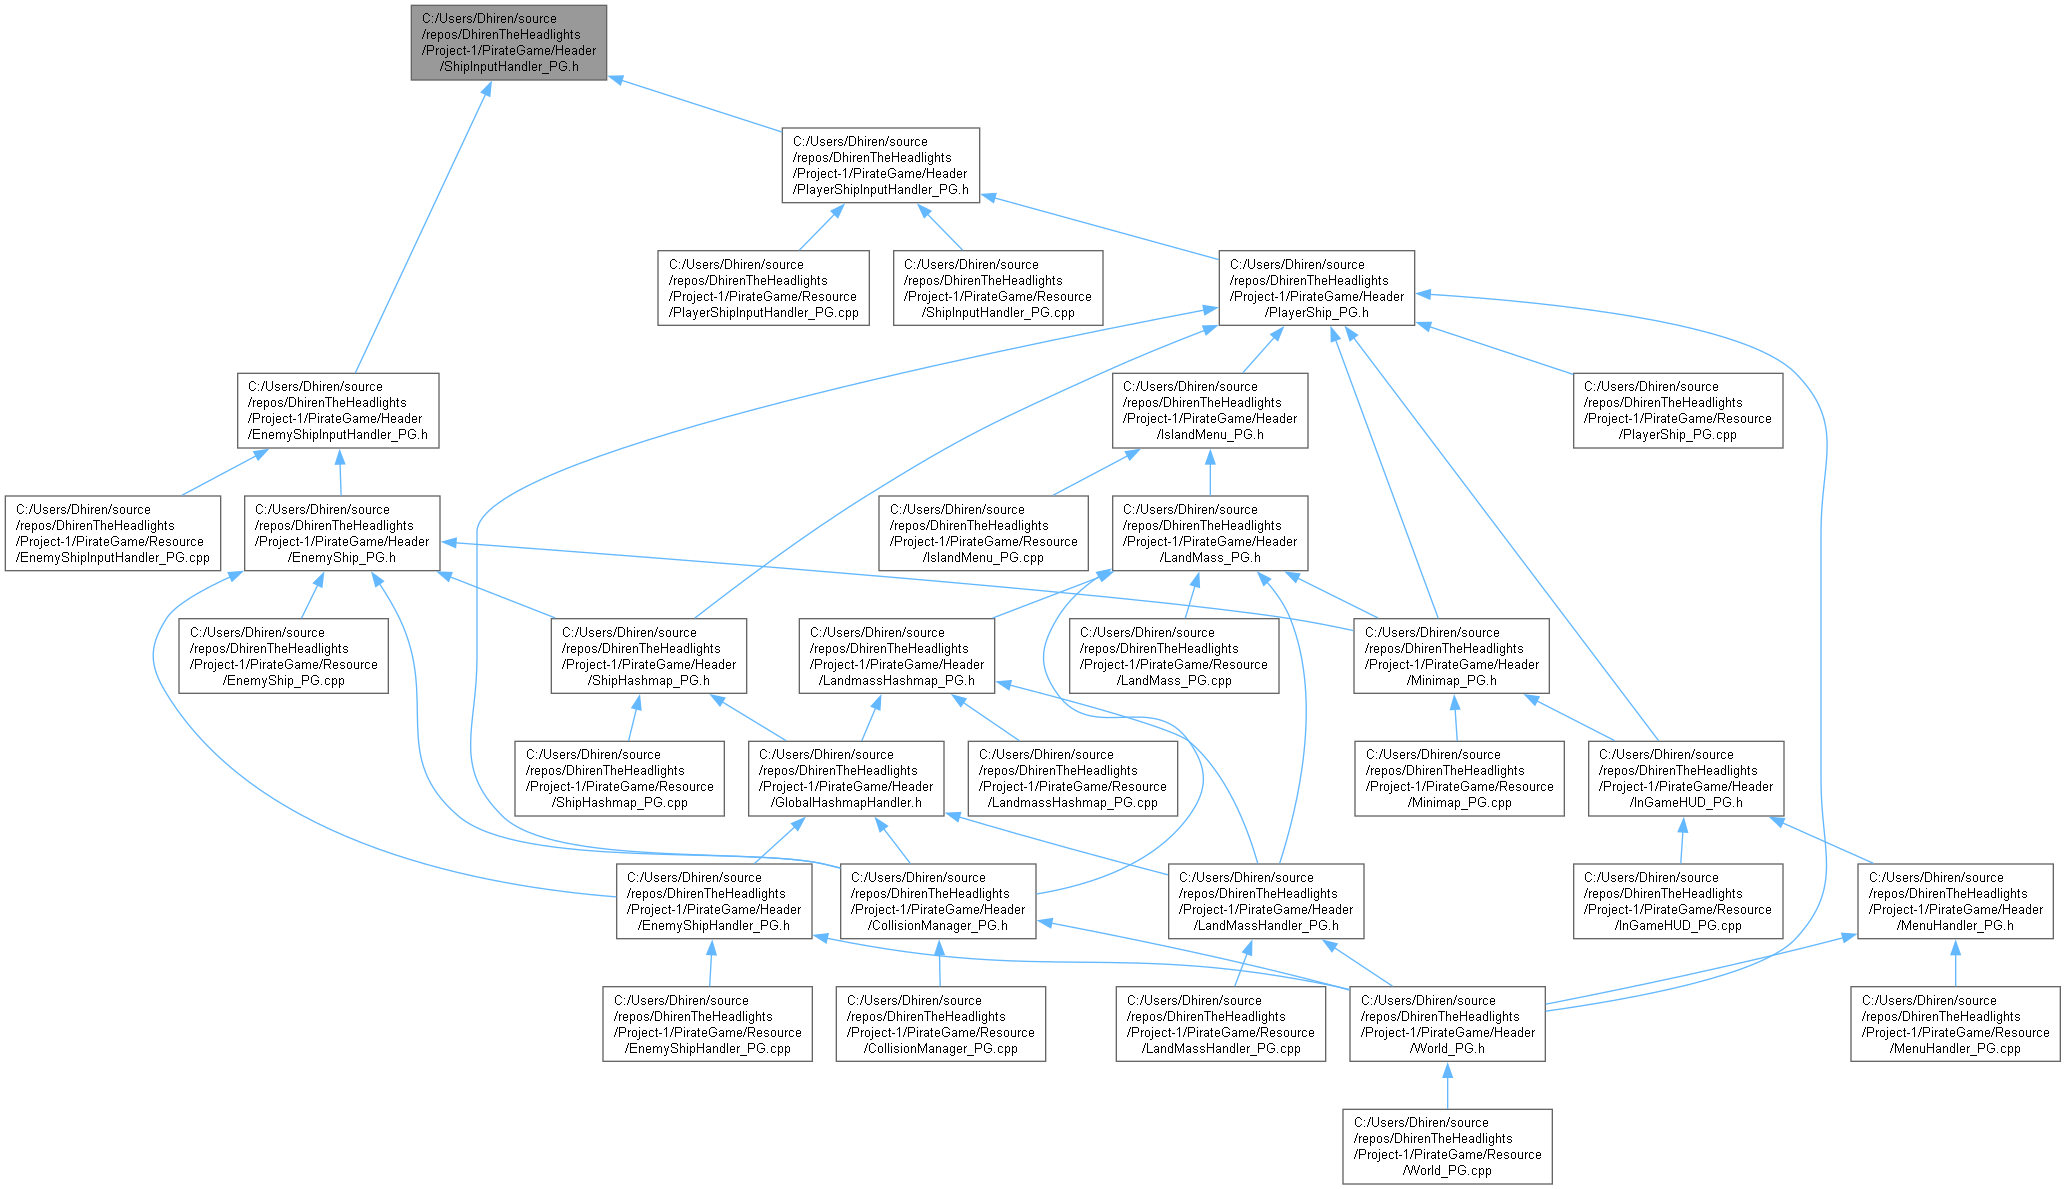 C:/Users/Dhiren/source
/repos/DhirenTheHeadlights
/Project-1/PirateGame/Header
/ShipInputHandler_PG.h
C:/Users/Dhiren/source
/repos/DhirenTheHeadlights
/Project-1/PirateGame/Header
/PlayerShipInputHandler_PG.h
C:/Users/Dhiren/source
/repos/DhirenTheHeadlights
/Project-1/PirateGame/Resource
/PlayerShipInputHandler_PG.cpp
C:/Users/Dhiren/source
/repos/DhirenTheHeadlights
/Project-1/PirateGame/Resource
/ShipInputHandler_PG.cpp
C:/Users/Dhiren/source
/repos/DhirenTheHeadlights
/Project-1/PirateGame/Header
/PlayerShip_PG.h
C:/Users/Dhiren/source
/repos/DhirenTheHeadlights
/Project-1/PirateGame/Header
/EnemyShipInputHandler_PG.h
C:/Users/Dhiren/source
/repos/DhirenTheHeadlights
/Project-1/PirateGame/Header
/IslandMenu_PG.h
C:/Users/Dhiren/source
/repos/DhirenTheHeadlights
/Project-1/PirateGame/Resource
/PlayerShip_PG.cpp
C:/Users/Dhiren/source
/repos/DhirenTheHeadlights
/Project-1/PirateGame/Resource
/EnemyShipInputHandler_PG.cpp
C:/Users/Dhiren/source
/repos/DhirenTheHeadlights
/Project-1/PirateGame/Header
/EnemyShip_PG.h
C:/Users/Dhiren/source
/repos/DhirenTheHeadlights
/Project-1/PirateGame/Resource
/IslandMenu_PG.cpp
C:/Users/Dhiren/source
/repos/DhirenTheHeadlights
/Project-1/PirateGame/Header
/LandMass_PG.h
C:/Users/Dhiren/source
/repos/DhirenTheHeadlights
/Project-1/PirateGame/Resource
/EnemyShip_PG.cpp
C:/Users/Dhiren/source
/repos/DhirenTheHeadlights
/Project-1/PirateGame/Header
/ShipHashmap_PG.h
C:/Users/Dhiren/source
/repos/DhirenTheHeadlights
/Project-1/PirateGame/Header
/LandmassHashmap_PG.h
C:/Users/Dhiren/source
/repos/DhirenTheHeadlights
/Project-1/PirateGame/Resource
/LandMass_PG.cpp
C:/Users/Dhiren/source
/repos/DhirenTheHeadlights
/Project-1/PirateGame/Header
/Minimap_PG.h
C:/Users/Dhiren/source
/repos/DhirenTheHeadlights
/Project-1/PirateGame/Resource
/ShipHashmap_PG.cpp
C:/Users/Dhiren/source
/repos/DhirenTheHeadlights
/Project-1/PirateGame/Header
/GlobalHashmapHandler.h
C:/Users/Dhiren/source
/repos/DhirenTheHeadlights
/Project-1/PirateGame/Resource
/LandmassHashmap_PG.cpp
C:/Users/Dhiren/source
/repos/DhirenTheHeadlights
/Project-1/PirateGame/Resource
/Minimap_PG.cpp
C:/Users/Dhiren/source
/repos/DhirenTheHeadlights
/Project-1/PirateGame/Header
/InGameHUD_PG.h
C:/Users/Dhiren/source
/repos/DhirenTheHeadlights
/Project-1/PirateGame/Header
/EnemyShipHandler_PG.h
C:/Users/Dhiren/source
/repos/DhirenTheHeadlights
/Project-1/PirateGame/Header
/CollisionManager_PG.h
C:/Users/Dhiren/source
/repos/DhirenTheHeadlights
/Project-1/PirateGame/Header
/LandMassHandler_PG.h
C:/Users/Dhiren/source
/repos/DhirenTheHeadlights
/Project-1/PirateGame/Resource
/InGameHUD_PG.cpp
C:/Users/Dhiren/source
/repos/DhirenTheHeadlights
/Project-1/PirateGame/Header
/MenuHandler_PG.h
C:/Users/Dhiren/source
/repos/DhirenTheHeadlights
/Project-1/PirateGame/Resource
/EnemyShipHandler_PG.cpp
C:/Users/Dhiren/source
/repos/DhirenTheHeadlights
/Project-1/PirateGame/Resource
/CollisionManager_PG.cpp
C:/Users/Dhiren/source
/repos/DhirenTheHeadlights
/Project-1/PirateGame/Resource
/LandMassHandler_PG.cpp
C:/Users/Dhiren/source
/repos/DhirenTheHeadlights
/Project-1/PirateGame/Header
/World_PG.h
C:/Users/Dhiren/source
/repos/DhirenTheHeadlights
/Project-1/PirateGame/Resource
/MenuHandler_PG.cpp
C:/Users/Dhiren/source
/repos/DhirenTheHeadlights
/Project-1/PirateGame/Resource
/World_PG.cpp